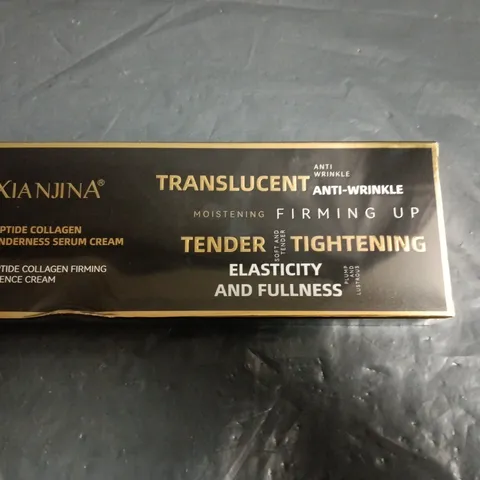 XIANJINA®
PTIDE COLLAGEN
NDERNESS SERUM CREAM
TIDE COLLAGEN FIRMING
ENCE CREAM
TRANSLUCENT
ANTI
WRINKLE
ANTI-WRINKLE
MOISTENING FIRMING UP
TENDER
SOFT AND
TENDER
TIGHTENING
ELASTICITY
AND FULLNESS
PLUMP
AND
LUSTROUS